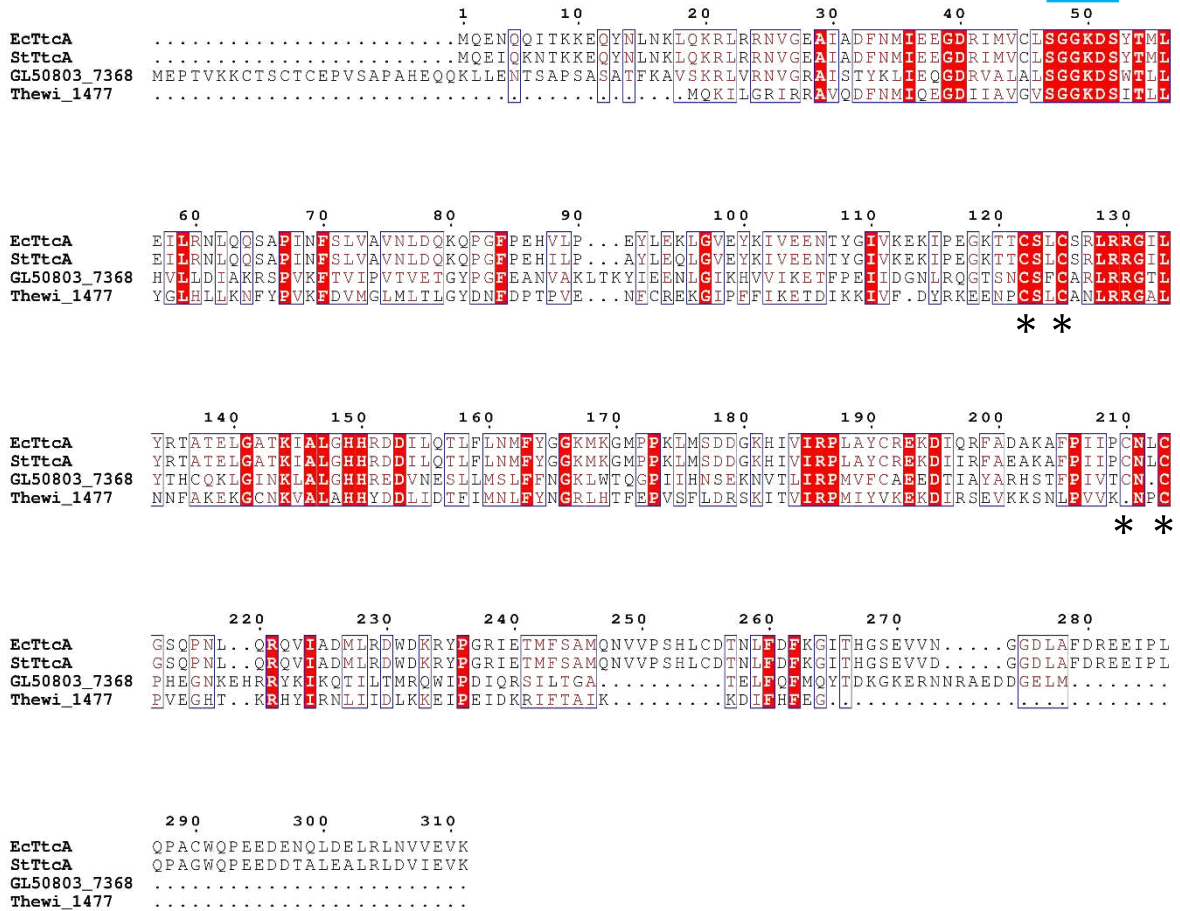 1 10 20 30 40 50
EcTtcA ........................MQENQQITKKEQYNLNKLQKRLRRNVGEAIADFNMIEEGDRIMVCLSGGKDSYTML
StTtcA ........................MQEIQKNTKKEQYNLNKLQKRLRRNVGEAIADFNMIEEGDRIMVCLSGGKDSYTML
GL50803_7368 MEPTVKKCTSCTCEPVSAPAHEQQKLLENTSAPSASATFKAVSKRLVRNVGRAISTYKLIEQGDRVALALSGGKDSWTLL
Thewi_1477 ..........................................MQKILGRIRRAVQDFNMIQEGDIIAVGVSGGKDSITLL
60 70 80 90 100 110 120 130
EcTtcA EILRNLQQSAPINFSLVAVNLDQKQPGFPEHVLP...EYLEKLGVEYKIVEENTYGIVKEKIPEGKTTCSLCSRLRRGIL
StTtcA EILRNLQQSAPINFSLVAVNLDQKQPGFPEHILP...AYLEQLGVEYKIVEENTYGIVKEKIPEGKTTCSLCSRLRRGIL
GL50803_7368 HVLLDIAKRSPVKFTVIPVTVETGYPGFEANVAKLTKYIEENLGIKHVVIKETFPEIIDGNLRQGTSNCSFCARLRRGTL
Thewi_1477 YGLHLLKNFYPVKFDVMGLMLTLGYDNFDPTPVE...NFCREKGIPFFIIKETDIKKIVF.DYRKEENPCSLCANLRRGAL
* *
140 150 160 170 180 190 200 210
EcTtcA YRTATELGATKIALGHHRDDILQTLFLNMFYGGKMKGMPPKLMSDDGKHIVIRPLAYCREKDIQRFADAKAFPIIPCNLC
StTtcA YRTATELGATKIALGHHRDDILQTLFLNMFYGGKMKGMPPKLMSDDGKHIVIRPLAYCREKDIIRFAEAKAFPIIPCNLC
GL50803_7368 YTHCQKLGINKLALGHHREDVNESLLMSLFFNGKLWTQGPIIHNSEKNVTLIRPMVFCAEEDTIAYARHSTFPIVTCN.C
Thewi_1477 NNFAKEKGCNKVALAHHYDDLIDTFIMNLFYNGRLHTFEPVSFLDRSKITVIRPMIYVKEKDIRSEVKKSNLPVVK.NPC
* *
220 230 240 250 260 270 280
EcTtcA GSQPNL..QRQVIADMLRDWDKRYPGRIETMFSAMQNVVPSHLCDTNLFDFKGITHGSEVVN.....GGDLAFDREEIPL
StTtcA GSQPNL..QRQVIADMLRDWDKRYPGRIETMFSAMQNVVPSHLCDTNLFDFKGITHGSEVVD.....GGDLAFDREEIPL
GL50803_7368 PHEGNKEHRRYKIKQTILTMRQWIPDIQRSILTGA..........TELFQFMQYTDKGKERNNRAEDDGELM........
Thewi_1477 PVEGHT..KRHYIRNLIIDLKKEIPEIDKRIFTAIK.........KDIFHFEG...........................
290 300 310
EcTtcA QPACWQPEEDENQLDELRLNVVEVK
StTtcA QPAGWQPEEDDTALEALRLDVIEVK
GL50803_7368 .........................
Thewi_1477 .........................